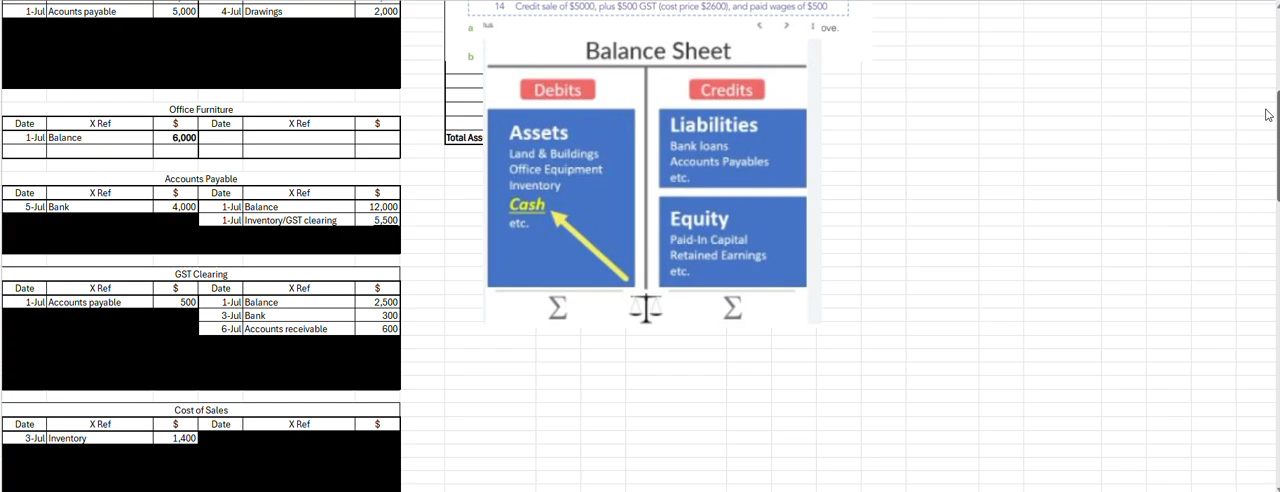 1-Jul Acounts payable 5,000 4-Jul Drawings 2,000
Office Furniture
Date X Ref $ Date X Ref $
1-Jul Balance 6,000
Accounts Payable
Date X Ref $ Date X Ref $
5-Jul Bank 4,000 1-Jul Balance 12,000
1-Jul Inventory/GST clearing 5,500
GST Clearing
Date X Ref $ Date X Ref $
1-Jul Accounts payable 500 1-Jul Balance 2,500
3-Jul Bank 300
6-Jul Accounts receivable 600
Cost of Sales
Date X Ref $ Date X Ref $
3-Jul Inventory 1,400
14 Credit sale of $5000, plus $500 GST (cost price $2600), and paid wages of $500
a
ove.
b
Total Ass
Balance Sheet
Debits
Credits
Assets
Land & Buildings
Office Equipment
Inventory
Cash
etc.
Liabilities
Bank loans
Accounts Payables
etc.
Equity
Paid-In Capital
Retained Earnings
etc.
Σ Σ